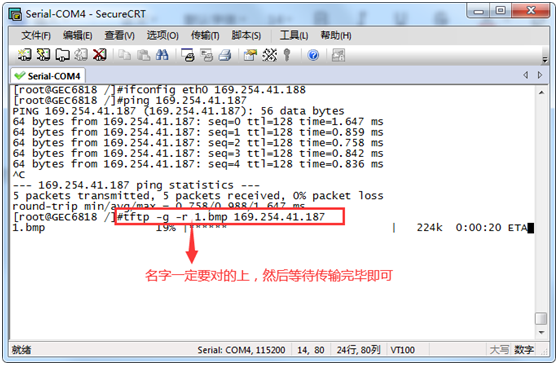 Serial-COM4 - SecureCRT
文件(F) 编辑(E) 查看(V) 选项(O) 传输(T) 脚本(S) 工具(L) 帮助(H)
Serial-COM4
[root@GEC6818 /]#ifconfig eth0 169.254.41.188
[root@GEC6818 /]#ping 169.254.41.187
PING 169.254.41.187 (169.254.41.187): 56 data bytes
64 bytes from 169.254.41.187: seq=0 ttl=128 time=1.647 ms
64 bytes from 169.254.41.187: seq=1 ttl=128 time=0.859 ms
64 bytes from 169.254.41.187: seq=2 ttl=128 time=0.758 ms
64 bytes from 169.254.41.187: seq=3 ttl=128 time=0.842 ms
64 bytes from 169.254.41.187: seq=4 ttl=128 time=0.836 ms
^C
--- 169.254.41.187 ping statistics ---
5 packets transmitted, 5 packets received, 0% packet loss
round-trip min/avg/max = 0.758/0.988/1.647 ms
[root@GEC6818 /]#tftp -g -r 1.bmp 169.254.41.187
1.bmp 19% |****** | 224k 0:00:20 ETA
名字一定要对的上，然后等待传输完毕即可
就绪 Serial: COM4, 115200 14, 80 24行, 80列 VT100 大写 数字